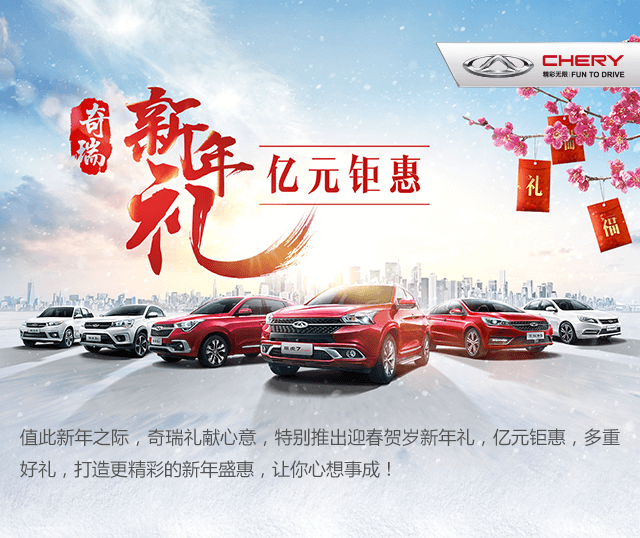 CHERY
精彩无限 FUN TO DRIVE
奇瑞
新年礼
亿元钜惠
礼
福
瑞虎7
值此新年之际，奇瑞礼献心意，特别推出迎春贺岁新年礼，亿元钜惠，多重
好礼，打造更精彩的新年盛惠，让你心想事成！